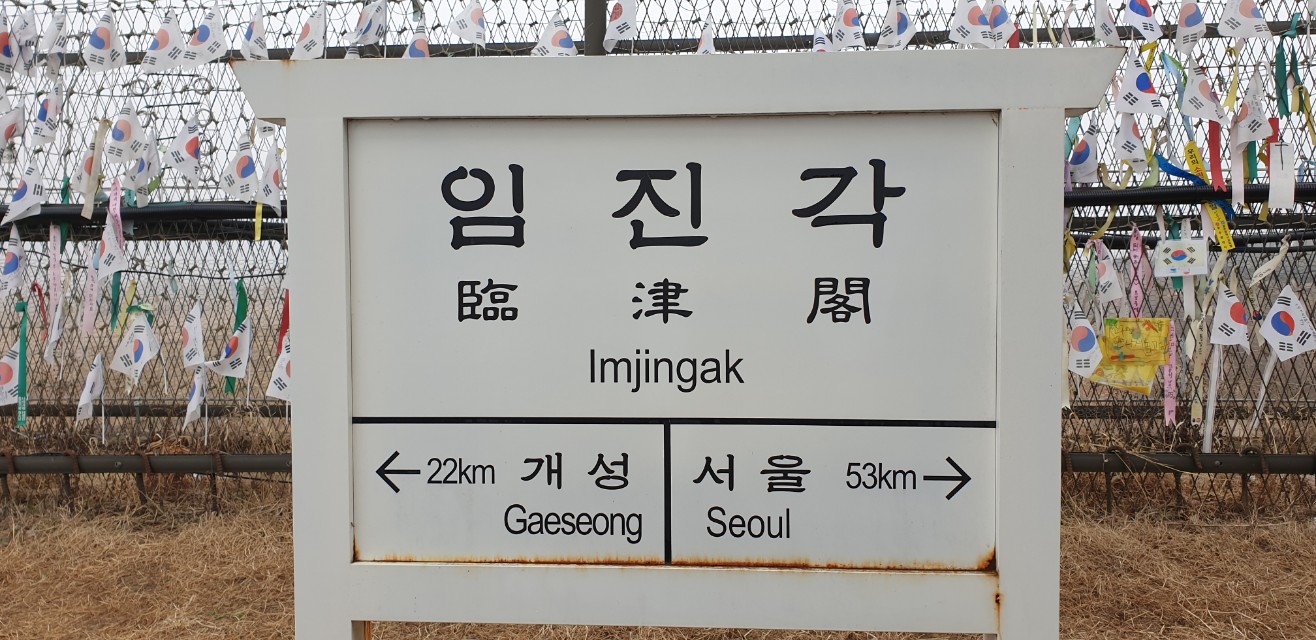 임진각
臨津閣
Imjingak
←22km 개성
Gaeseong
서울 53km→
Seoul